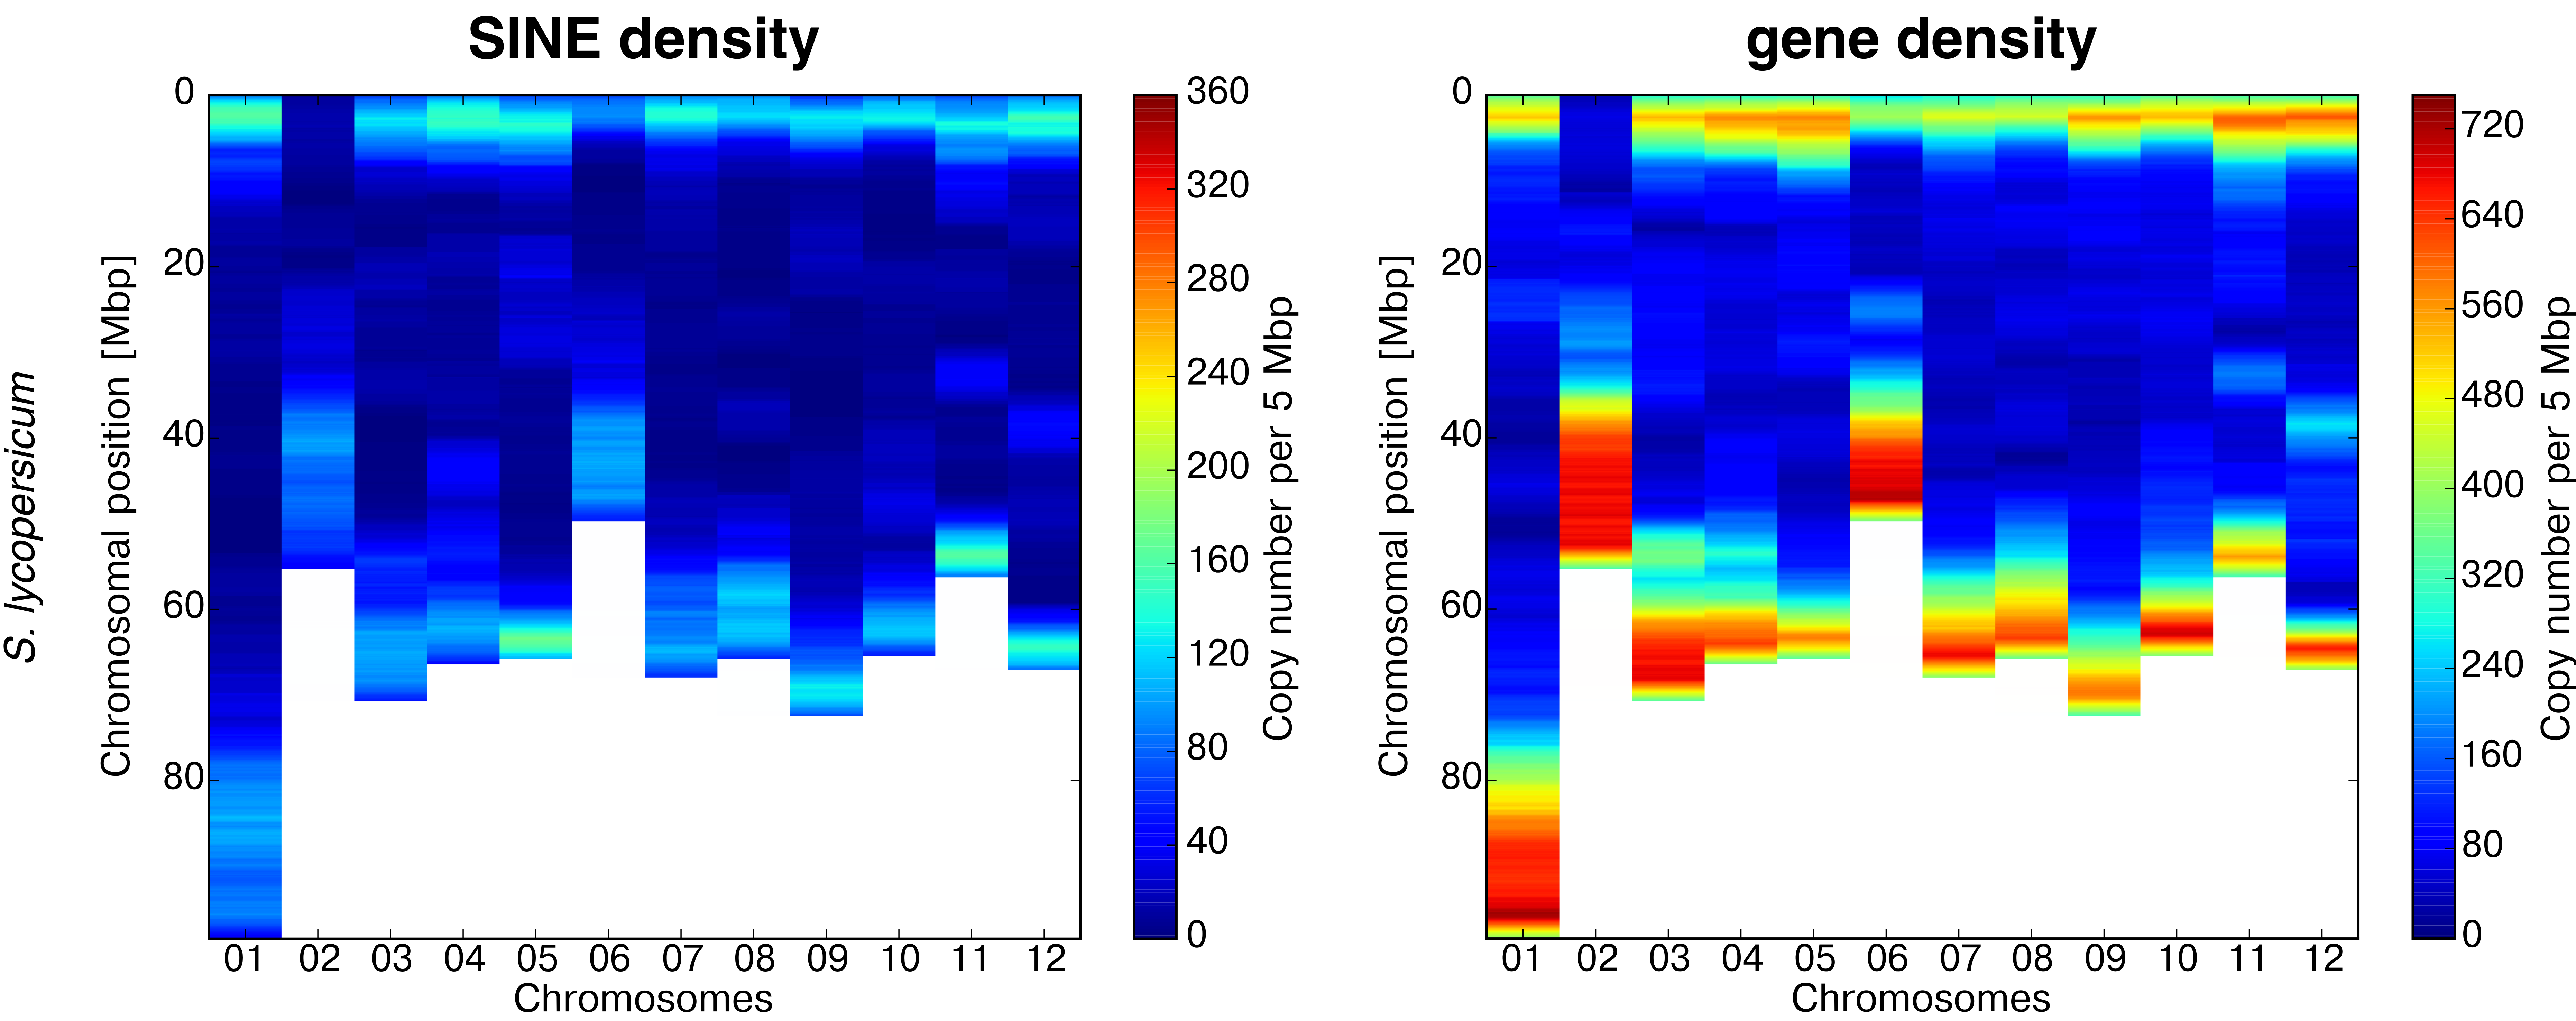 SINE density
gene density
S. lycopersicum
Chromosomal position [Mbp]
0
20
40
60
80
01 02 03 04 05 06 07 08 09 10 11 12
Chromosomes
360
320
280
240
200
160
120
80
40
0
Copy number per 5 Mbp
Chromosomal position [Mbp]
0
20
40
60
80
01 02 03 04 05 06 07 08 09 10 11 12
Chromosomes
720
640
560
480
400
320
240
160
80
0
Copy number per 5 Mbp